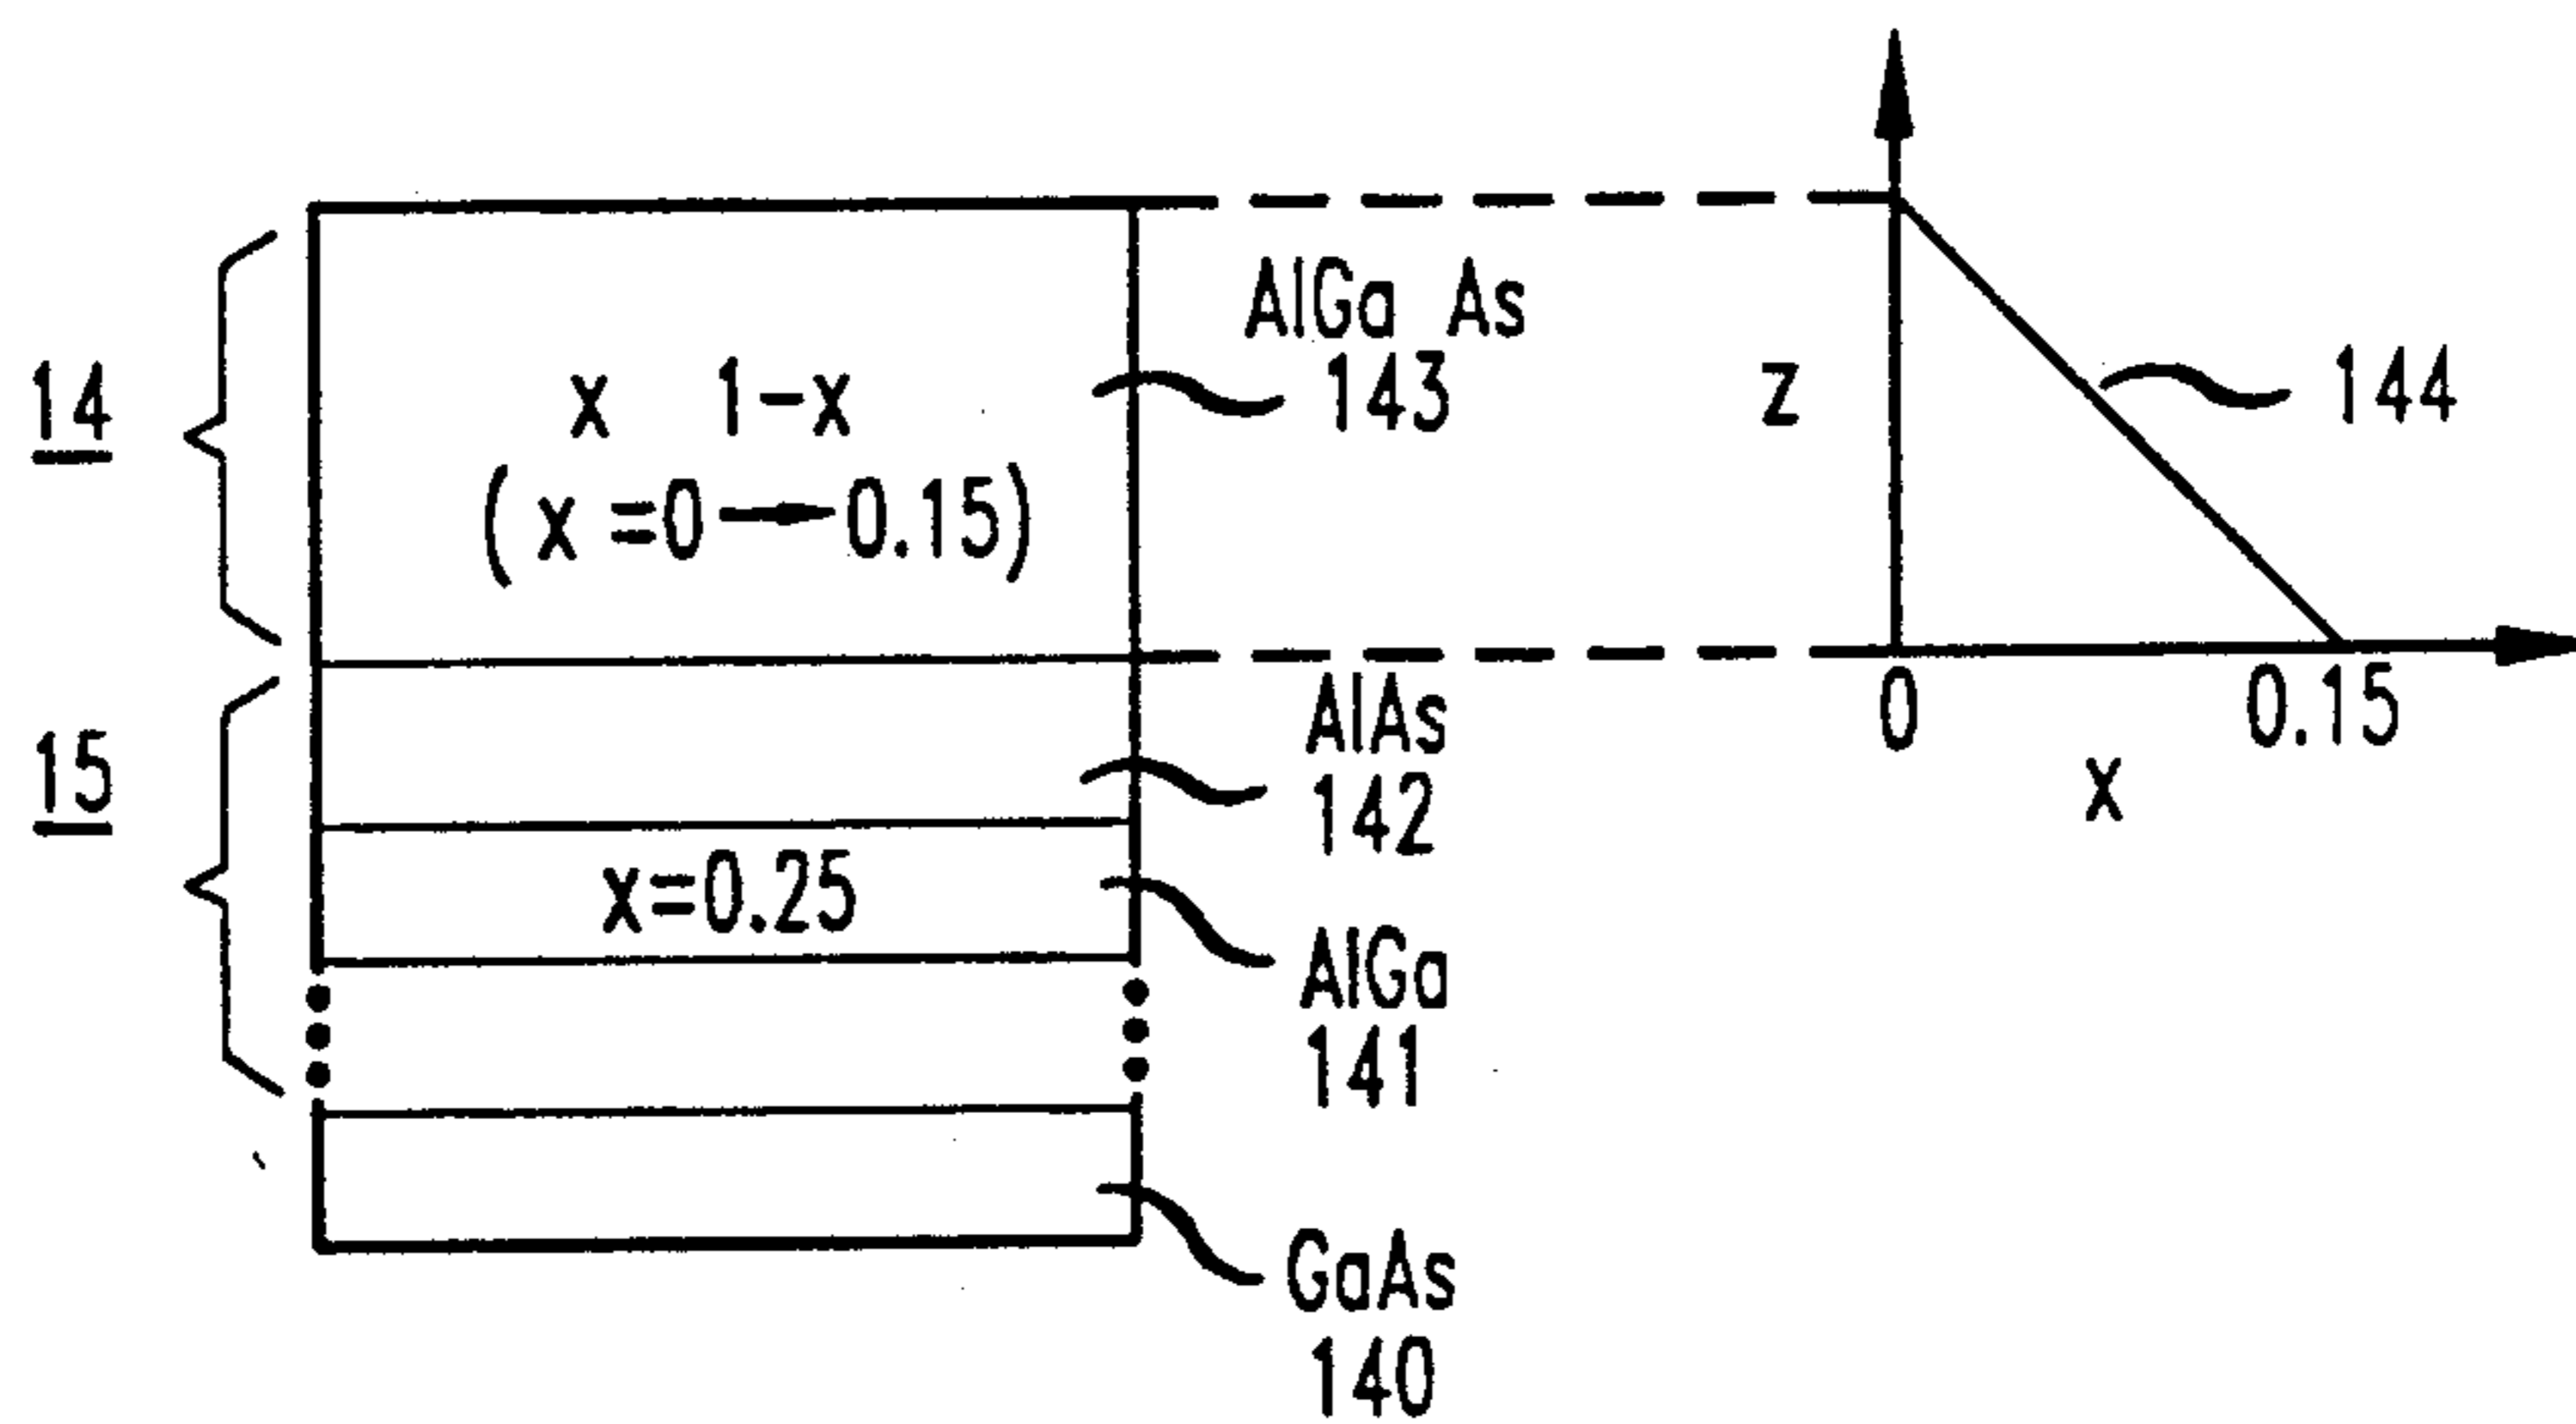 14
x 1-x
( x =0→0.15)
AlGa As
143
z
144
0
0.15
x
15
AlAs
142
x=0.25
AlGa
141
GaAs
140